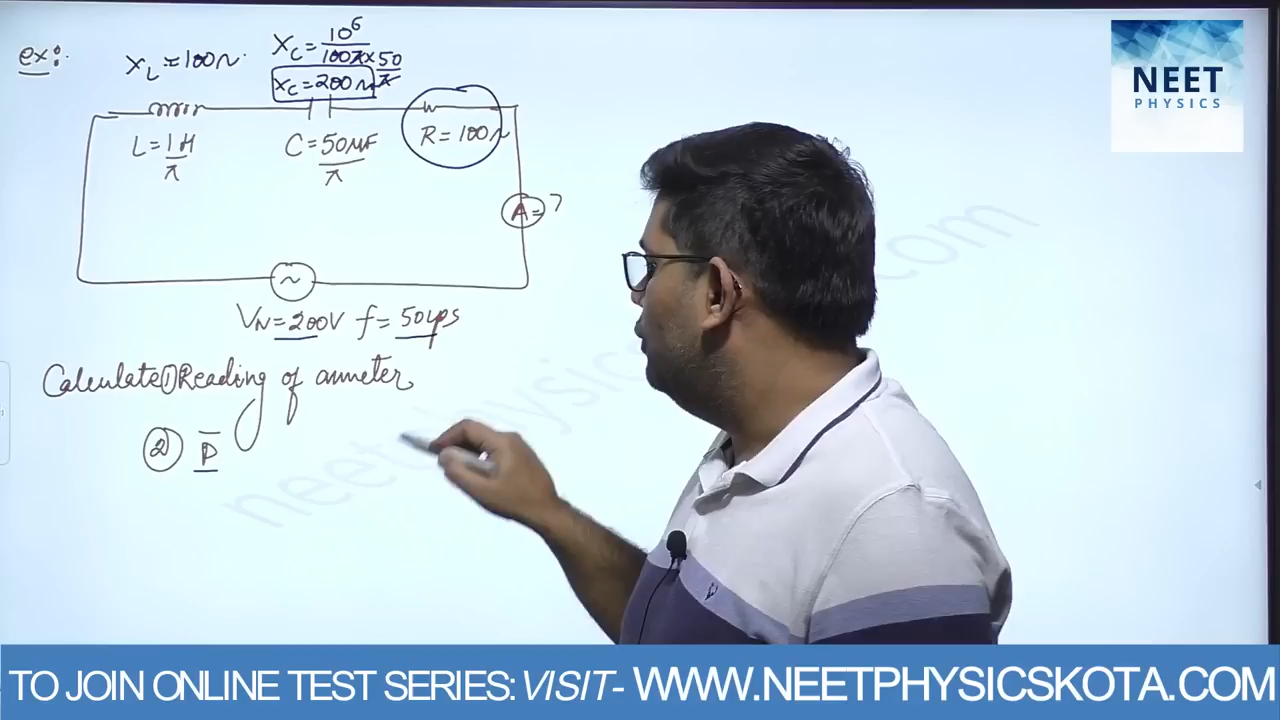 ex:
X_L = 100Ω
X_C = 10^6 / 100π × 50/π
X_C = 200Ω
L = 1H/π
C = 50μF/π
R = 100Ω
A = ?
~
200V f = 50cps
Calculate ① Reading of ammeter
② P̅
NEET
PHYSICS
TO JOIN ONLINE TEST SERIES: VISIT- WWW.NEETPHYSICSKOTA.COM